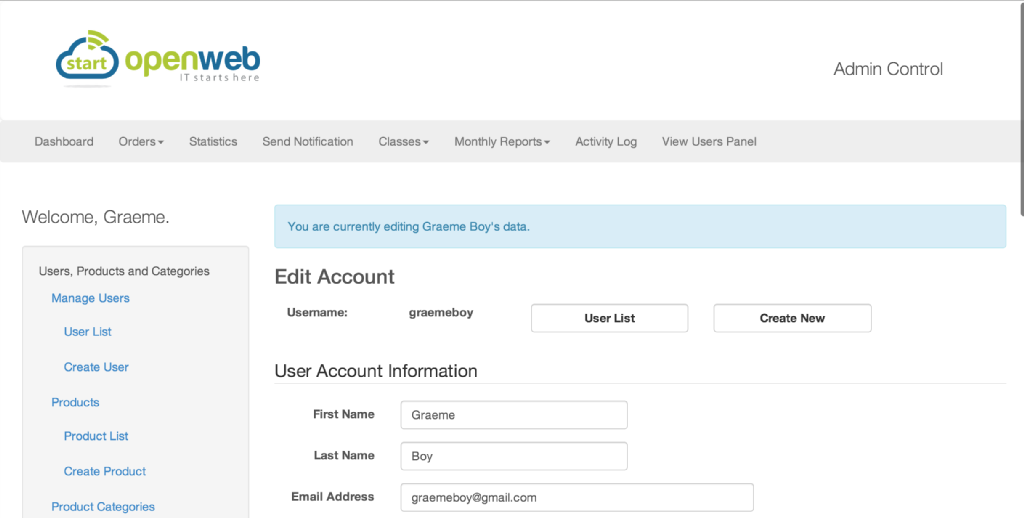 start openweb
IT starts here
Admin Control
Dashboard Orders Statistics Send Notification Classes Monthly Reports Activity Log View Users Panel
Welcome, Graeme.
Users, Products and Categories
Manage Users
User List
Create User
Products
Product List
Create Product
Product Categories
You are currently editing Graeme Boy's data.
Edit Account
Username: graemeboy User List Create New
User Account Information
First Name Graeme
Last Name Boy
Email Address graemeboy@gmail.com